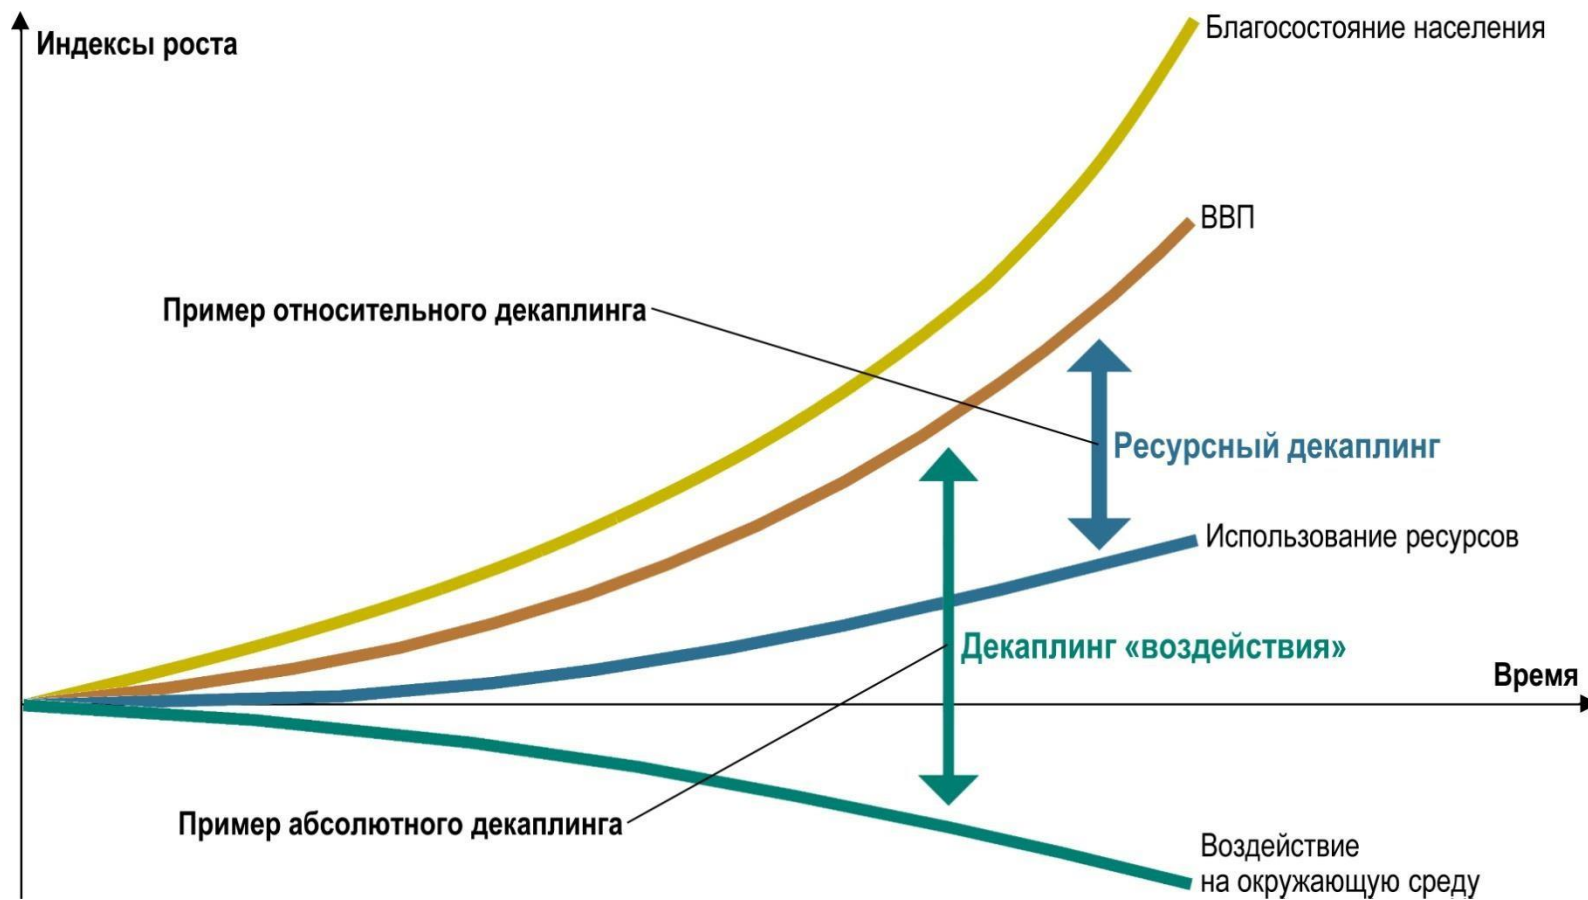 Индексы роста
Благосостояние населения
ВВП
Пример относительного декаплинга
Ресурсный декаплинг
Использование ресурсов
Декаплинг «воздействия»
Время
Пример абсолютного декаплинга
Воздействие
на окружающую среду